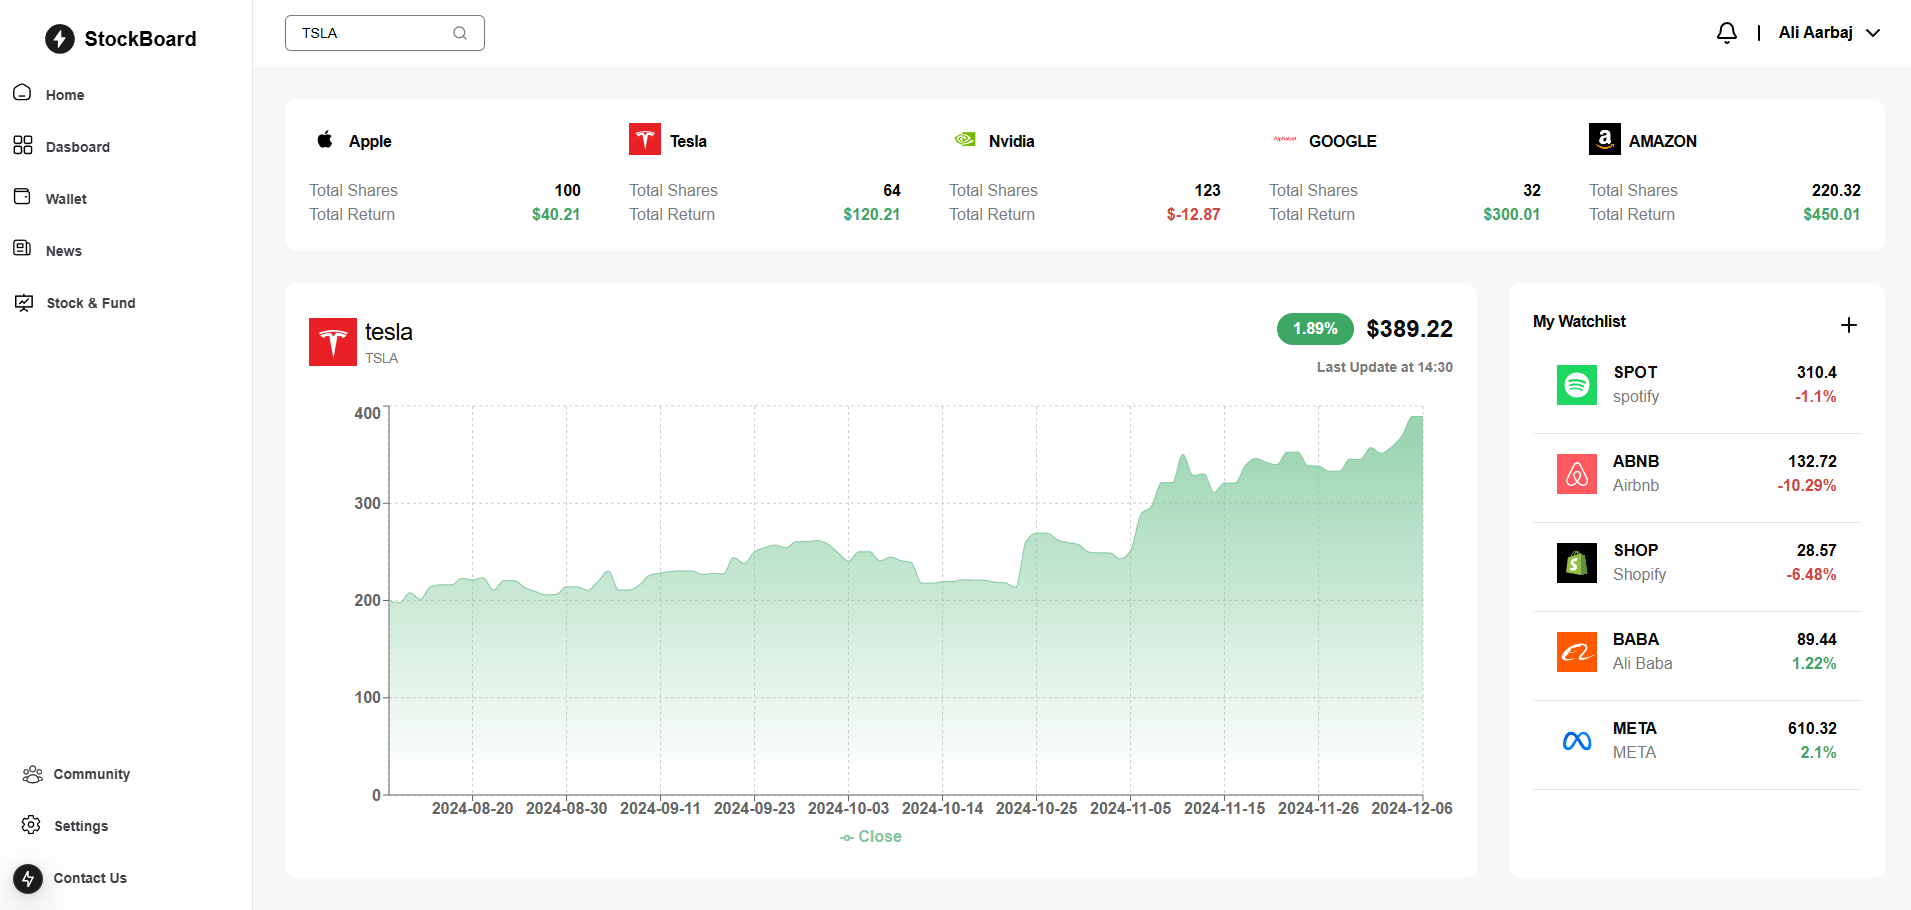 StockBoard
Home
Dasboard
Wallet
News
Stock & Fund
Community
Settings
Contact Us
TSLA
| Ali Aarbaj
Apple
Total Shares 100
Total Return $40.21
Tesla
Total Shares 64
Total Return $120.21
Nvidia
Total Shares 123
Total Return $-12.87
Alphabet GOOGLE
Total Shares 32
Total Return $300.01
a AMAZON
Total Shares 220.32
Total Return $450.01
tesla
TSLA
1.89% $389.22
Last Update at 14:30
400
300
200
100
0
2024-08-20 2024-08-30 2024-09-11 2024-09-23 2024-10-03 2024-10-14 2024-10-25 2024-11-05 2024-11-15 2024-11-26 2024-12-06
Close
My Watchlist
SPOT 310.4
spotify -1.1%
ABNB 132.72
Airbnb -10.29%
SHOP 28.57
Shopify -6.48%
BABA 89.44
Ali Baba 1.22%
META 610.32
META 2.1%